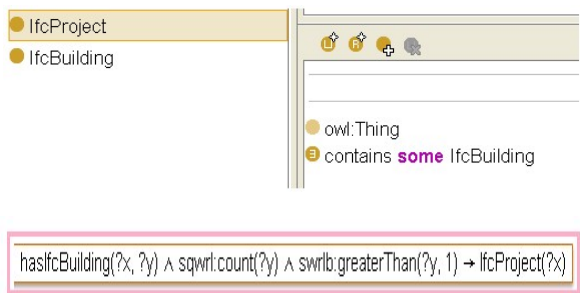 IfcProject
IfcBuilding
owl:Thing
contains some IfcBuilding
hasIfcBuilding(?x, ?y) ∧ sqwrl:count(?y) ∧ swrlb:greaterThan(?y, 1) → IfcProject(?x)